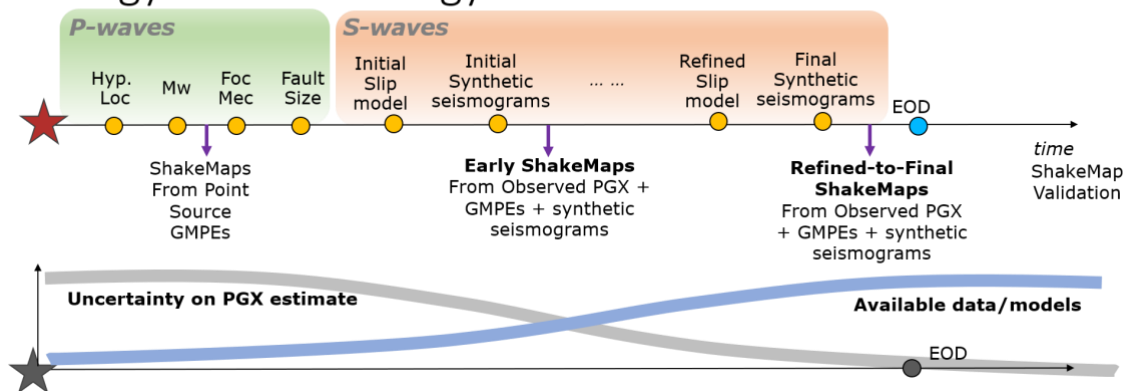 P-waves
S-waves
Hyp.
Loc
Mw
Foc
Mec
Fault
Size
Initial
Slip
model
Initial
Synthetic
seismograms
... ...
Refined
Slip
model
Final
Synthetic
seismograms
EOD
time
ShakeMap
Validation
ShakeMaps
From Point
Source
GMPEs
Early ShakeMaps
From Observed PGX +
GMPEs + synthetic
seismograms
Refined-to-Final
ShakeMaps
From Observed PGX
+ GMPEs + synthetic
seismograms
Uncertainty on PGX estimate
Available data/models
EOD